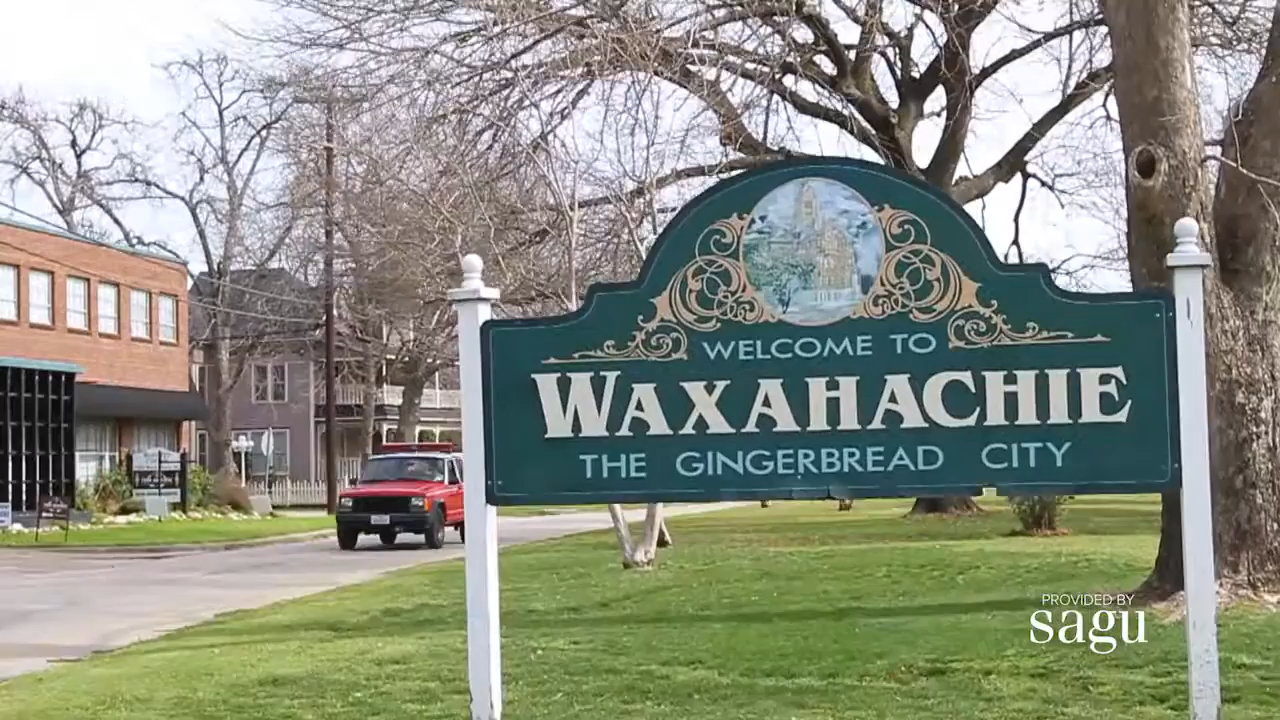 WELCOME TO
WAXAHACHIE
THE GINGERBREAD CITY
PROVIDED BY
sagu